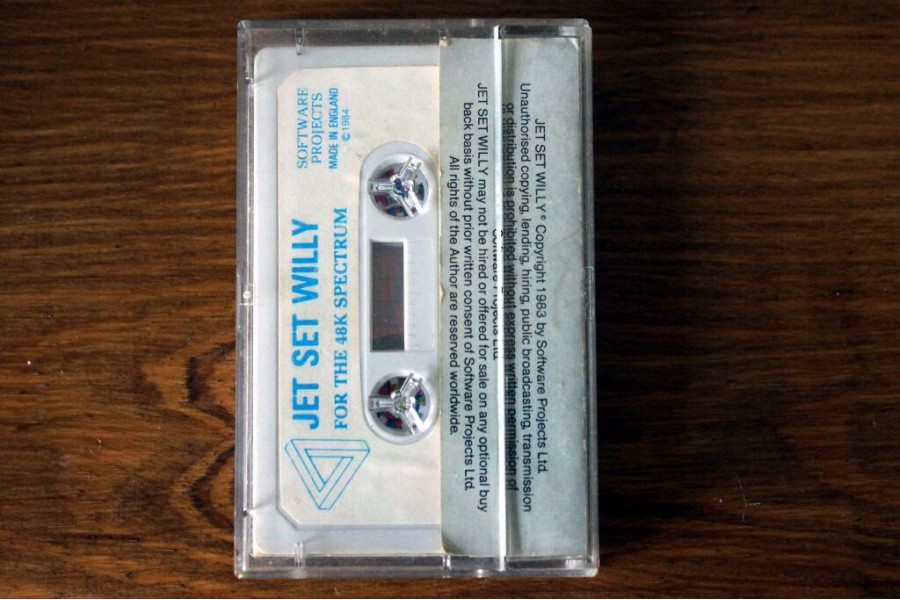 JET SET WILLY
FOR THE 48K SPECTRUM
SOFTWARE
PROJECTS
MADE IN ENGLAND
© 1984
JET SET WILLY © Copyright 1983 by Software Projects Ltd.
Unauthorised copying, lending, hiring, public broadcasting, transmission
or distribution is prohibited without express written permission of
Software Projects Ltd
JET SET WILLY may not be hired or offered for sale on any optional buy
back basis without prior written consent of Software Projects Ltd.
All rights of the Author are reserved worldwide.